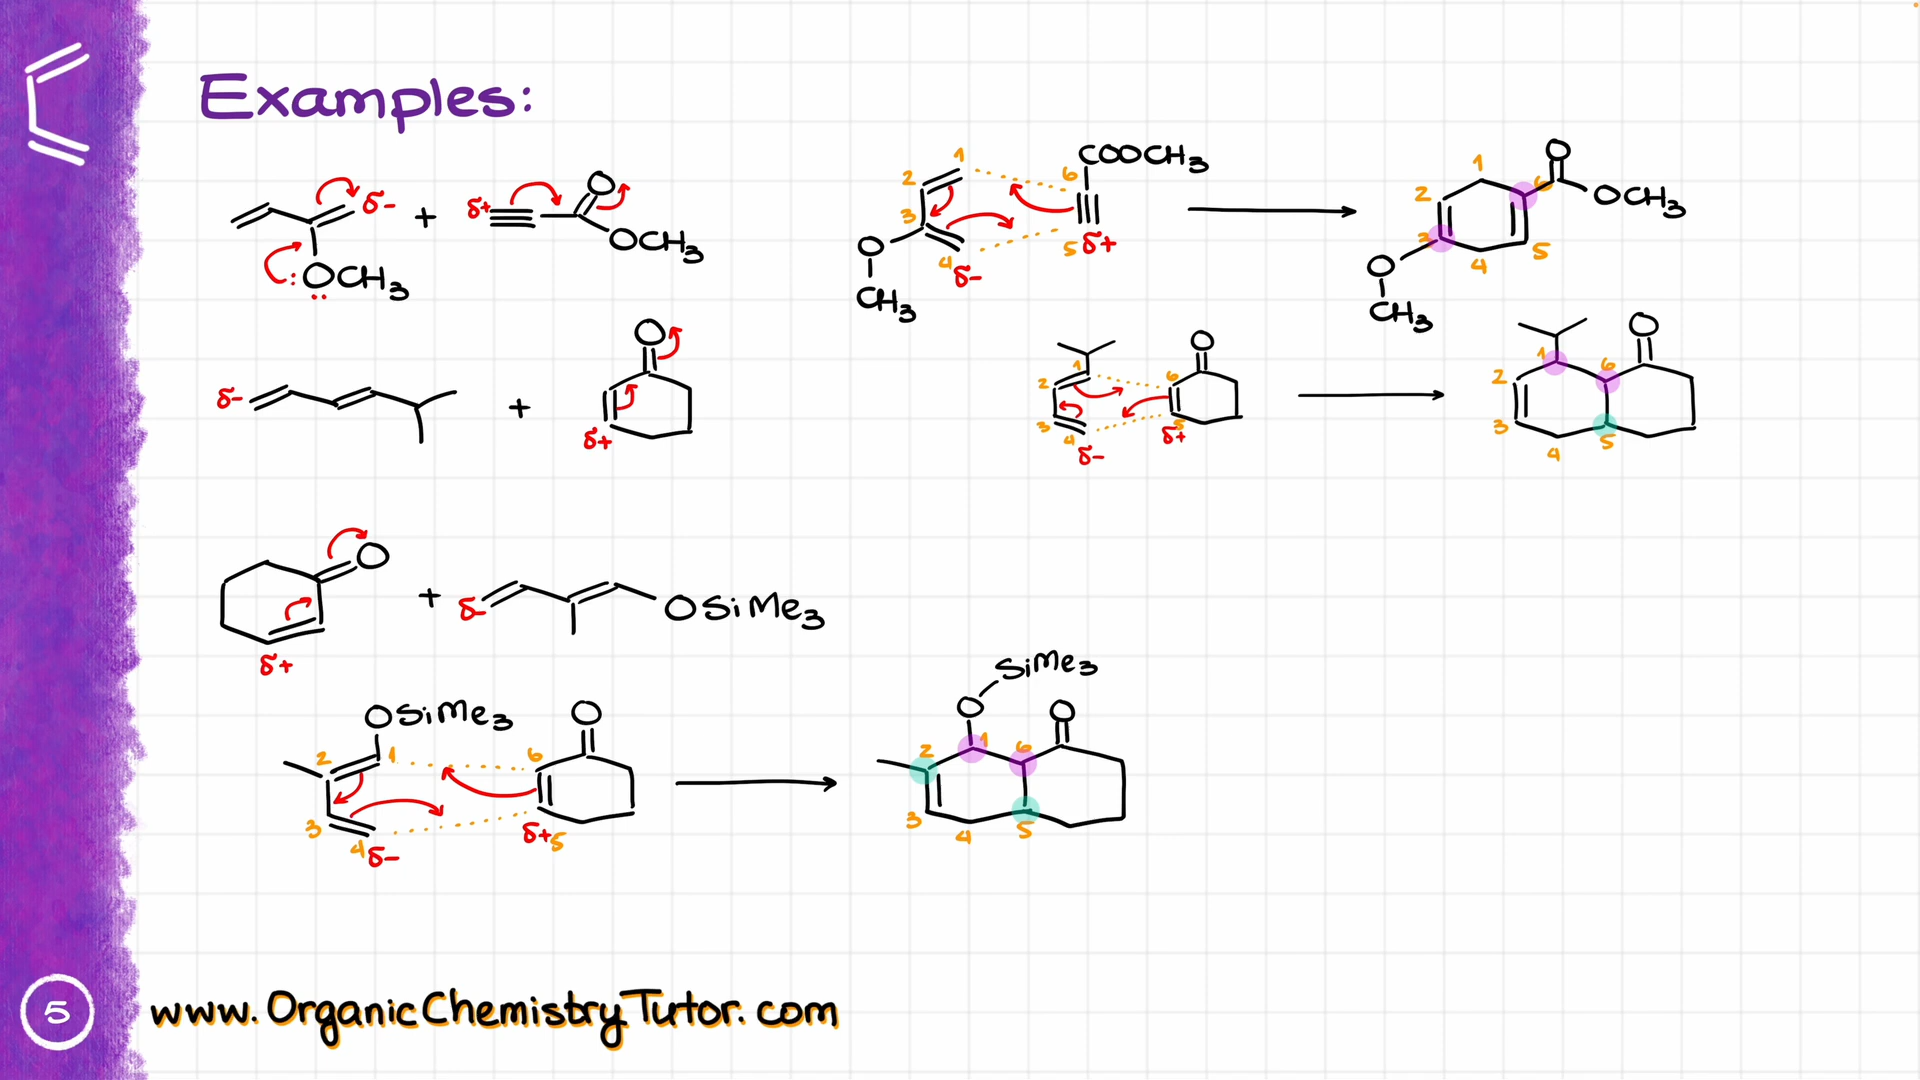 Examples:
δ- + δ+ O
OCH3
:OCH3
1 2 3 4 5 6
COOCH3
δ+
δ-
O
CH3
1 2 3 4 5 6
O
OCH3
O
CH3
δ- + O
δ+
1 2 3 4 5 6
O
δ-
δ+
1 2 3 4 5 6
O
O + δ- OSiMe3
δ+
OSiMe3
O
1 2 3 4 5 6
δ-
δ+
SiMe3
O
O
1 2 3 4 5 6
5
www.OrganicChemistryTutor.com